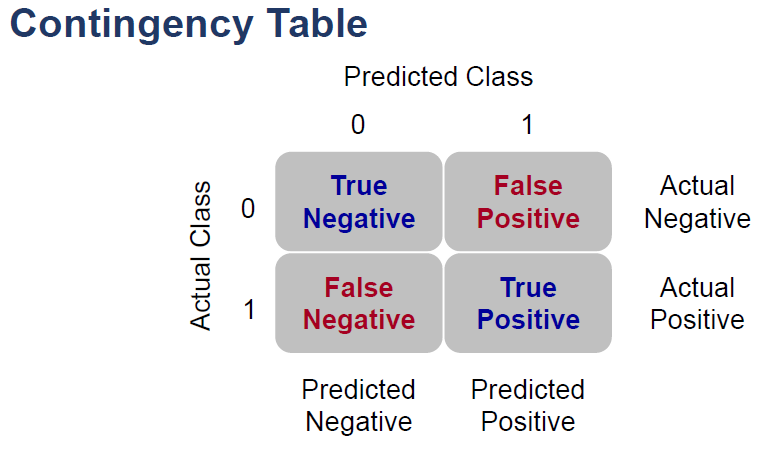 Contingency Table
Predicted Class
0 1
True Negative
False Positive
Actual Negative
Actual Class
0
False Negative
True Positive
Actual Positive
1
Predicted Negative
Predicted Positive